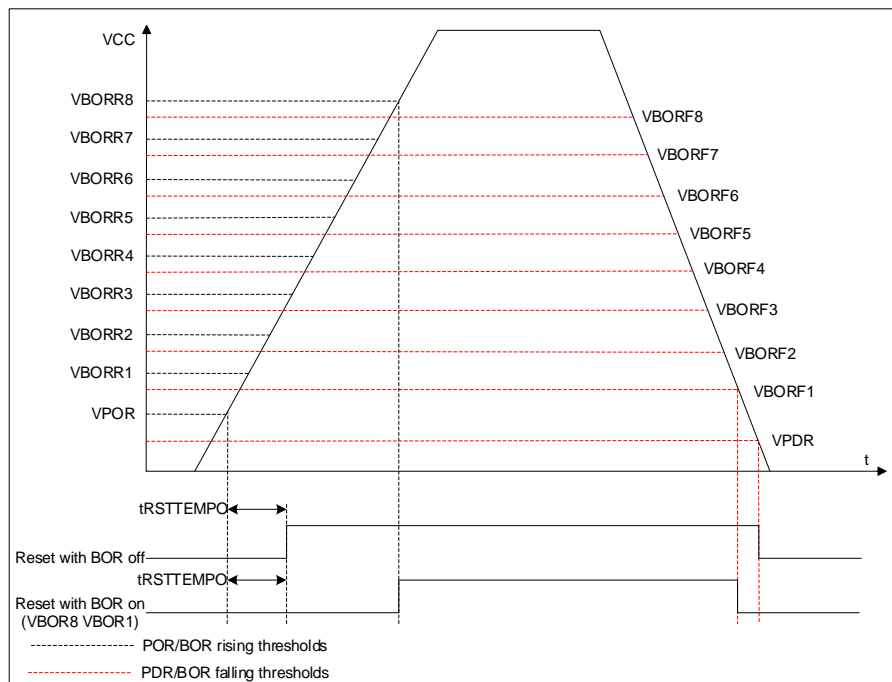 VCC
VBORR8
VBORF8
VBORR7
VBORF7
VBORR6
VBORF6
VBORR5
VBORF5
VBORR4
VBORF4
VBORR3
VBORF3
VBORR2
VBORF2
VBORR1
VBORF1
VPOR
VPDR
t
tRSTTEMPO
Reset with BOR off
tRSTTEMPO
Reset with BOR on
(VBOR8 VBOR1)
POR/BOR rising thresholds
PDR/BOR falling thresholds